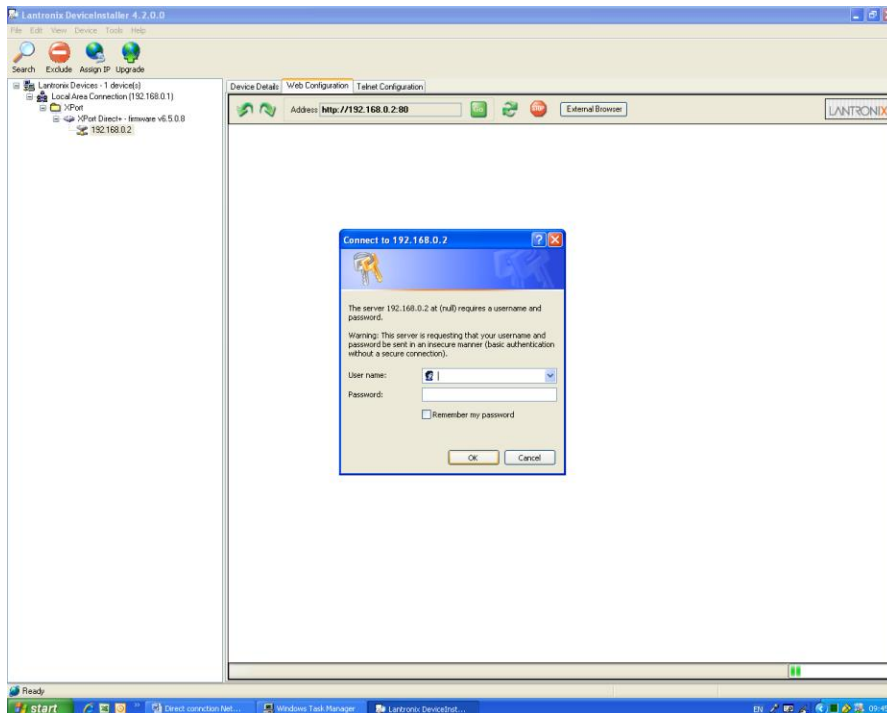 Lantronix DeviceInstaller 4.2.0.0
File Edit View Device Tools Help
Search Exclude Assign IP Upgrade
Lantronix Devices - 1 device(s)
Local Area Connection (192.168.0.1)
XPort
XPort Direct+ - firmware v6.5.0.8
192.168.0.2
Device Details Web Configuration Telnet Configuration
Address http://192.168.0.2:80
Go
STOP
External Browser
LANTRONIX
Connect to 192.168.0.2
The server 192.168.0.2 at (null) requires a username and
password.
Warning: This server is requesting that your username and
password be sent in an insecure manner (basic authentication
without a secure connection).
User name:
Password:
Remember my password
OK Cancel
Ready
start
Direct connction Net...
Windows Task Manager
Lantronix DeviceInst...
EN